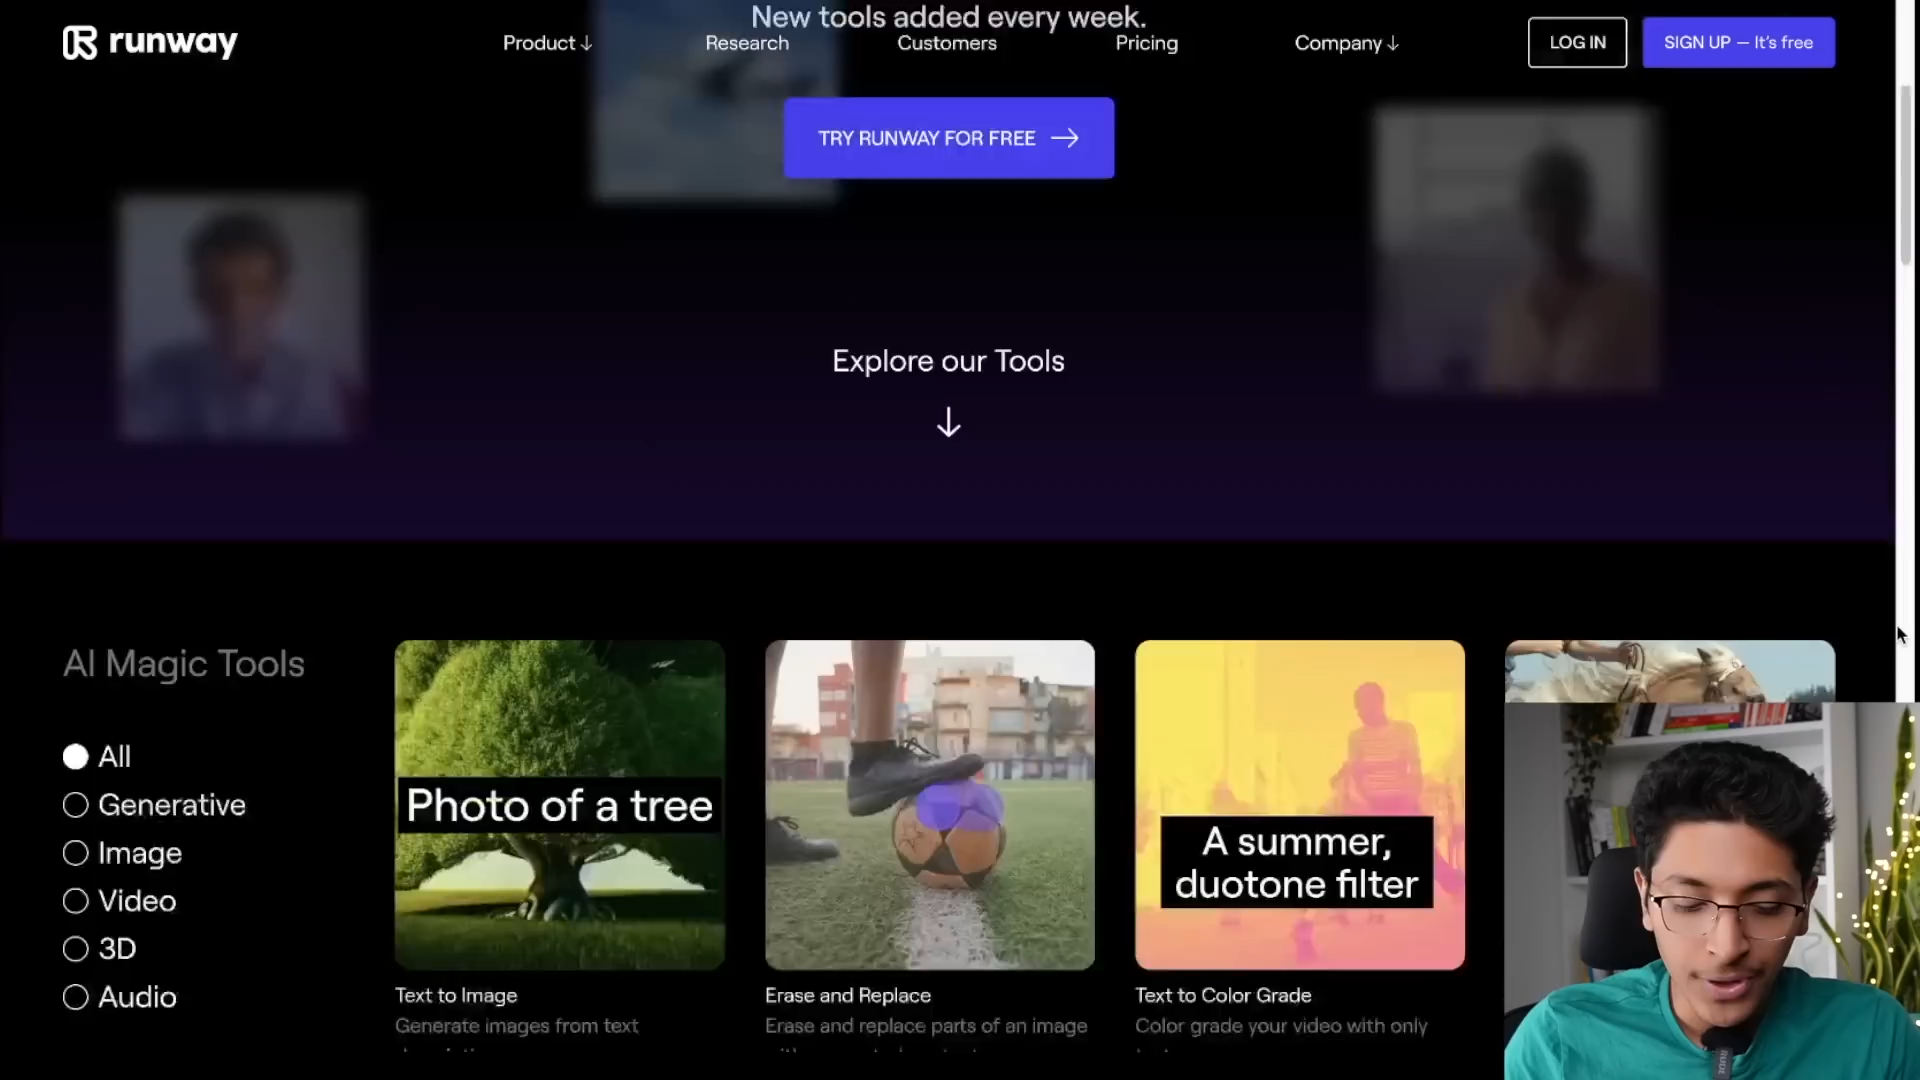 New tools added every week.
runway
Product ↓
Research
Customers
Pricing
Company ↓
LOG IN
SIGN UP — It's free
TRY RUNWAY FOR FREE →
Explore our Tools
↓
AI Magic Tools
All
Generative
Image
Video
3D
Audio
Photo of a tree
Text to Image
Generate images from text
Erase and Replace
Erase and replace parts of an image
A summer,
duotone filter
Text to Color Grade
Color grade your video with only